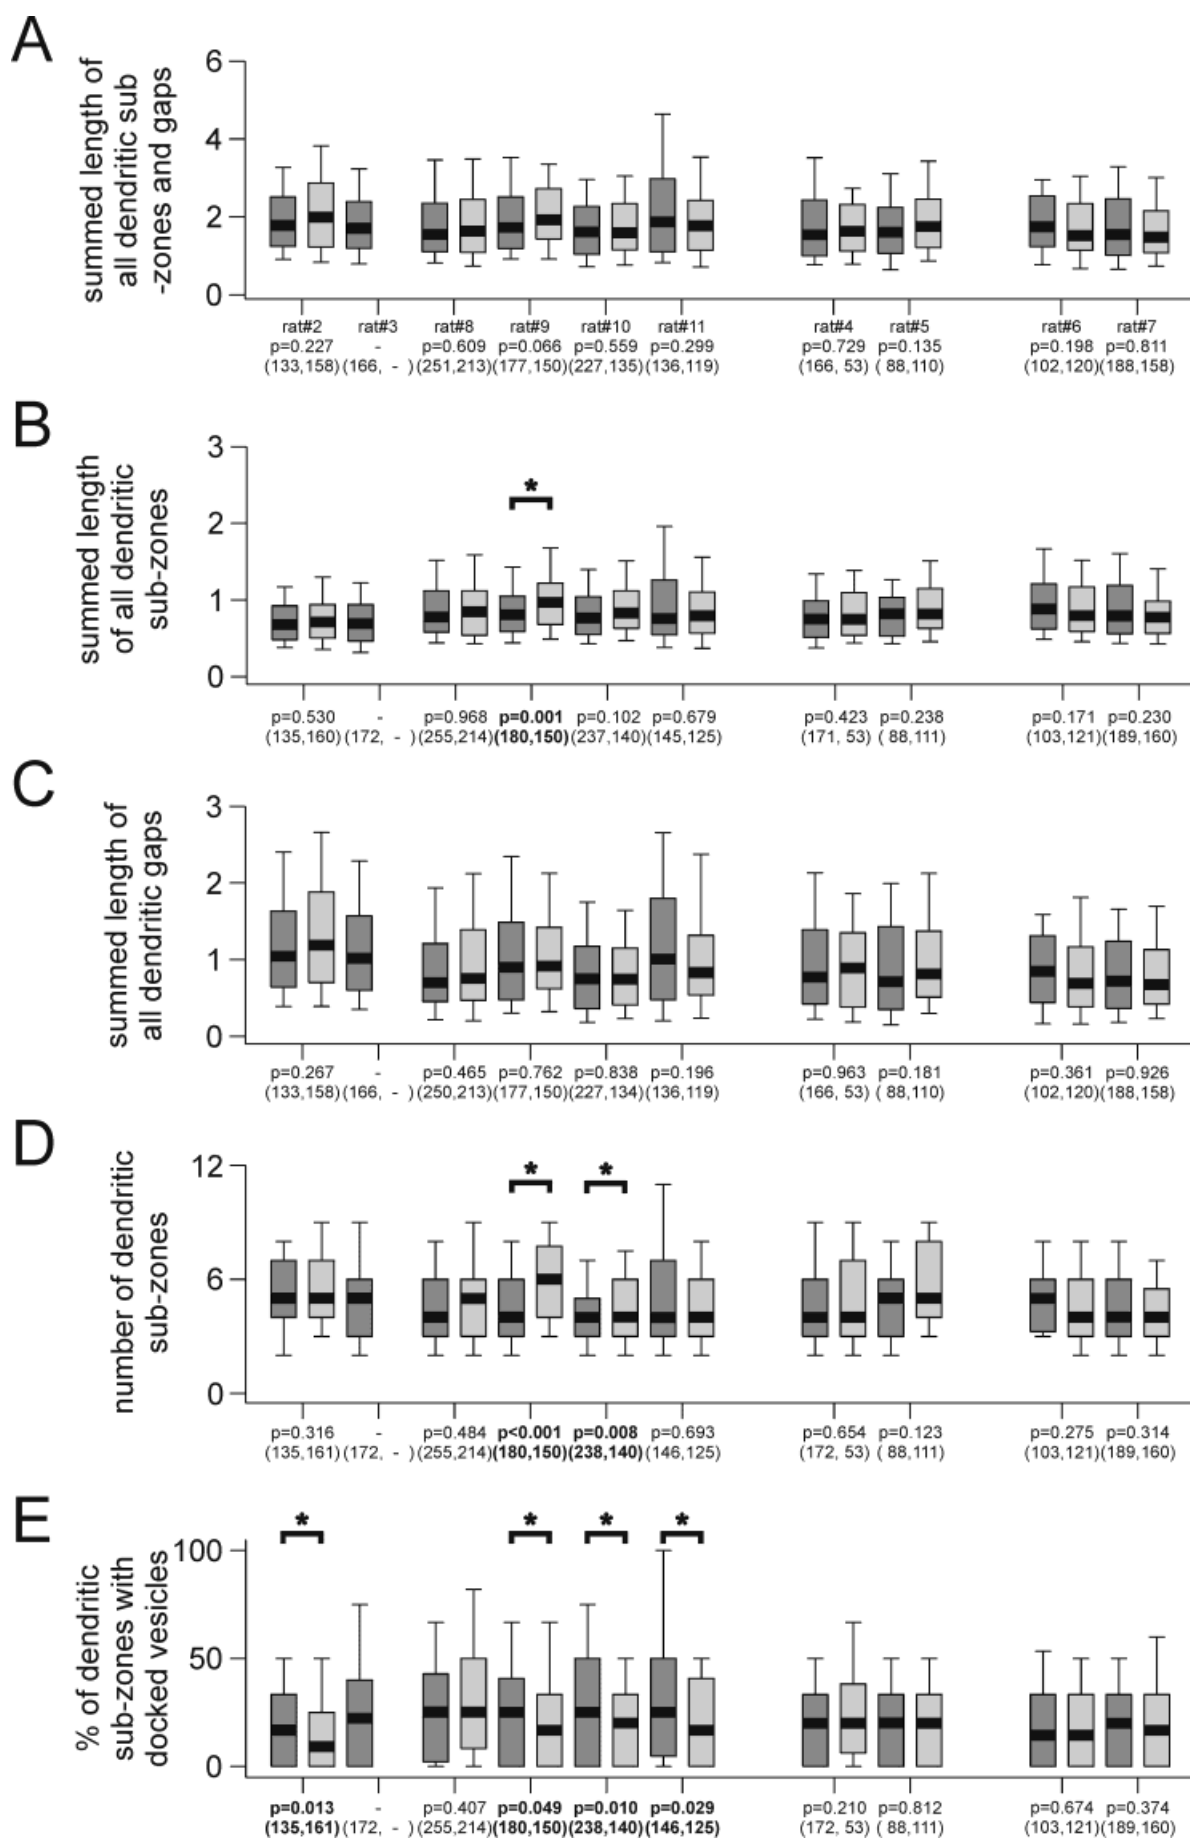 A
summed length of
all dendritic sub
-zones and gaps
6
4
2
0
rat#2 rat#3 rat#8 rat#9 rat#10 rat#11 rat#4 rat#5 rat#6 rat#7
p=0.227 - p=0.609 p=0.066 p=0.559 p=0.299 p=0.729 p=0.135 p=0.198 p=0.811
(133,158) (166, - ) (251,213) (177,150) (227,135) (136,119) (166, 53) ( 88,110) (102,120) (188,158)
B
summed length
of all dendritic
sub-zones
3
2
1
0
*
p=0.530 - p=0.968 p=0.001 p=0.102 p=0.679 p=0.423 p=0.238 p=0.171 p=0.230
(135,160) (172, - ) (255,214) (180,150) (237,140) (145,125) (171, 53) ( 88,111) (103,121) (189,160)
C
summed length of
all dendritic gaps
3
2
1
0
p=0.267 - p=0.465 p=0.762 p=0.838 p=0.196 p=0.963 p=0.181 p=0.361 p=0.926
(133,158) (166, - ) (250,213) (177,150) (227,134) (136,119) (166, 53) ( 88,110) (102,120) (188,158)
D
number of dendritic
sub-zones
12
6
0
* *
p=0.316 - p=0.484 p<0.001 p=0.008 p=0.693 p=0.654 p=0.123 p=0.275 p=0.314
(135,161) (172, - ) (255,214) (180,150) (238,140) (146,125) (172, 53) ( 88,111) (103,121) (189,160)
E
% of dendritic
sub-zones with
docked vesicles
100
50
0
* * * *
p=0.013 - p=0.407 p=0.049 p=0.010 p=0.029 p=0.210 p=0.812 p=0.674 p=0.374
(135,161) (172, - ) (255,214) (180,150) (238,140) (146,125) (172, 53) ( 88,111) (103,121) (189,160)